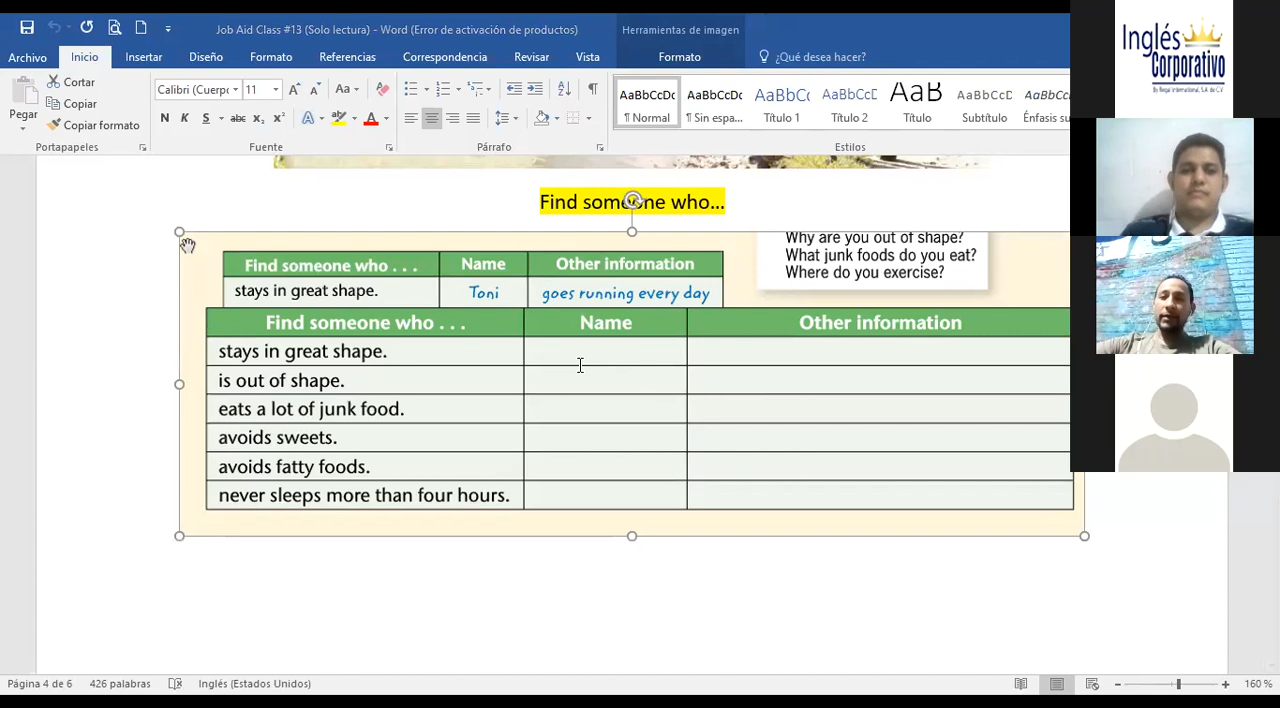 Job Aid Class #13 (Solo lectura) - Word (Error de activación de productos)
Herramientas de imagen
Archivo Inicio Insertar Diseño Formato Referencias Correspondencia Revisar Vista Formato ¿Qué desea hacer?
Pegar
Cortar
Copiar
Copiar formato
Portapapeles
Calibri (Cuerpo 11
N K S abc x₂ x²
Fuente
Párrafo
AaBbCcDc AaBbCcDc AaBbCc AaBbCcD AaB AaBbCcD AaBbCcDc
¶ Normal ¶ Sin espa... Título 1 Título 2 Título Subtítulo Énfasis su
Estilos
Inglés
Corporativo
By Regal International, S.A. de C.V
Find someone who...
Why are you out of shape?
What junk foods do you eat?
Where do you exercise?
Find someone who . . . Name Other information
stays in great shape. Toni goes running every day
Find someone who . . . Name Other information
stays in great shape.
is out of shape.
eats a lot of junk food.
avoids sweets.
avoids fatty foods.
never sleeps more than four hours.
Página 4 de 6 426 palabras Inglés (Estados Unidos) 160 %